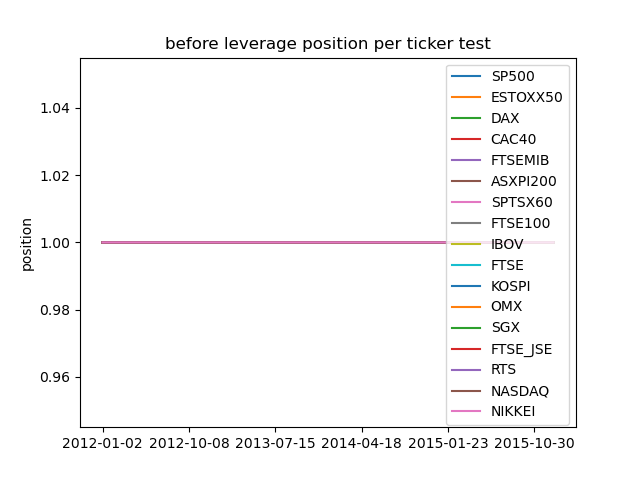 before leverage position per ticker test
position
1.04
1.02
1.00
0.98
0.96
SP500
ESTOXX50
DAX
CAC40
FTSEMIB
ASXPI200
SPTSX60
FTSE100
IBOV
FTSE
KOSPI
OMX
SGX
FTSE_JSE
RTS
NASDAQ
NIKKEI
2012-01-02 2012-10-08 2013-07-15 2014-04-18 2015-01-23 2015-10-30